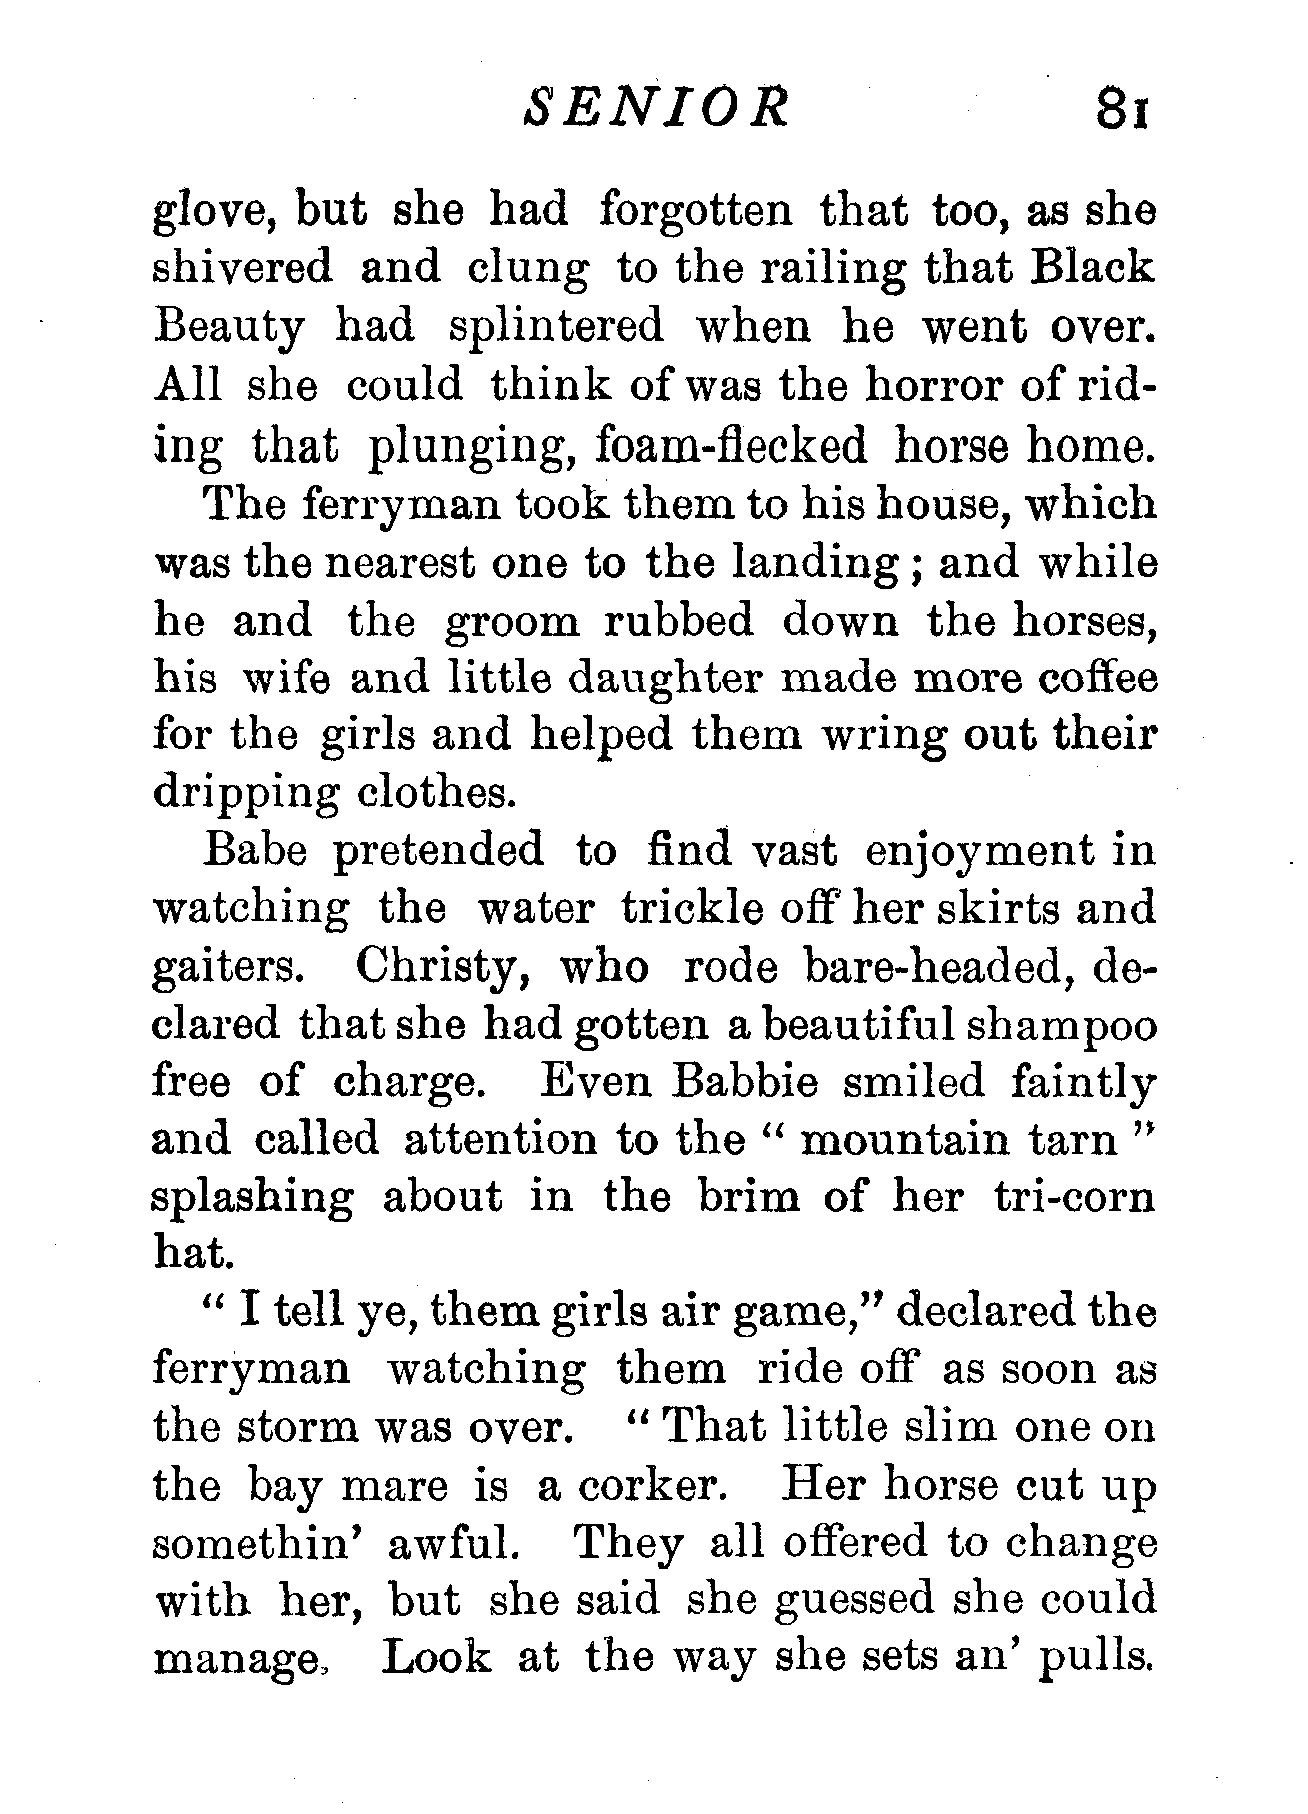 SENIOR 81
glove, but she had forgotten that too, as she
shivered and clung to the railing that Black
Beauty had splintered when he went over.
All she could think of was the horror of rid-
ing that plunging, foam-flecked horse home.
The ferryman took them to his house, which
was the nearest one to the landing ; and while
he and the groom rubbed down the horses,
his wife and little daughter made more coffee
for the girls and helped them wring out their
dripping clothes.
Babe pretended to find vast enjoyment in
watching the water trickle off her skirts and
gaiters. Christy, who rode bare-headed, de-
clared that she had gotten a beautiful shampoo
free of charge. Even Babbie smiled faintly
and called attention to the “ mountain tarn ”
splashing about in the brim of her tri-corn
hat.
“ I tell ye, them girls air game,” declared the
ferryman watching them ride off as soon as
the storm was over. “ That little slim one on
the bay mare is a corker. Her horse cut up
somethin’ awful. They all offered to change
with her, but she said she guessed she could
manage, Look at the way she sets an’ pulls.